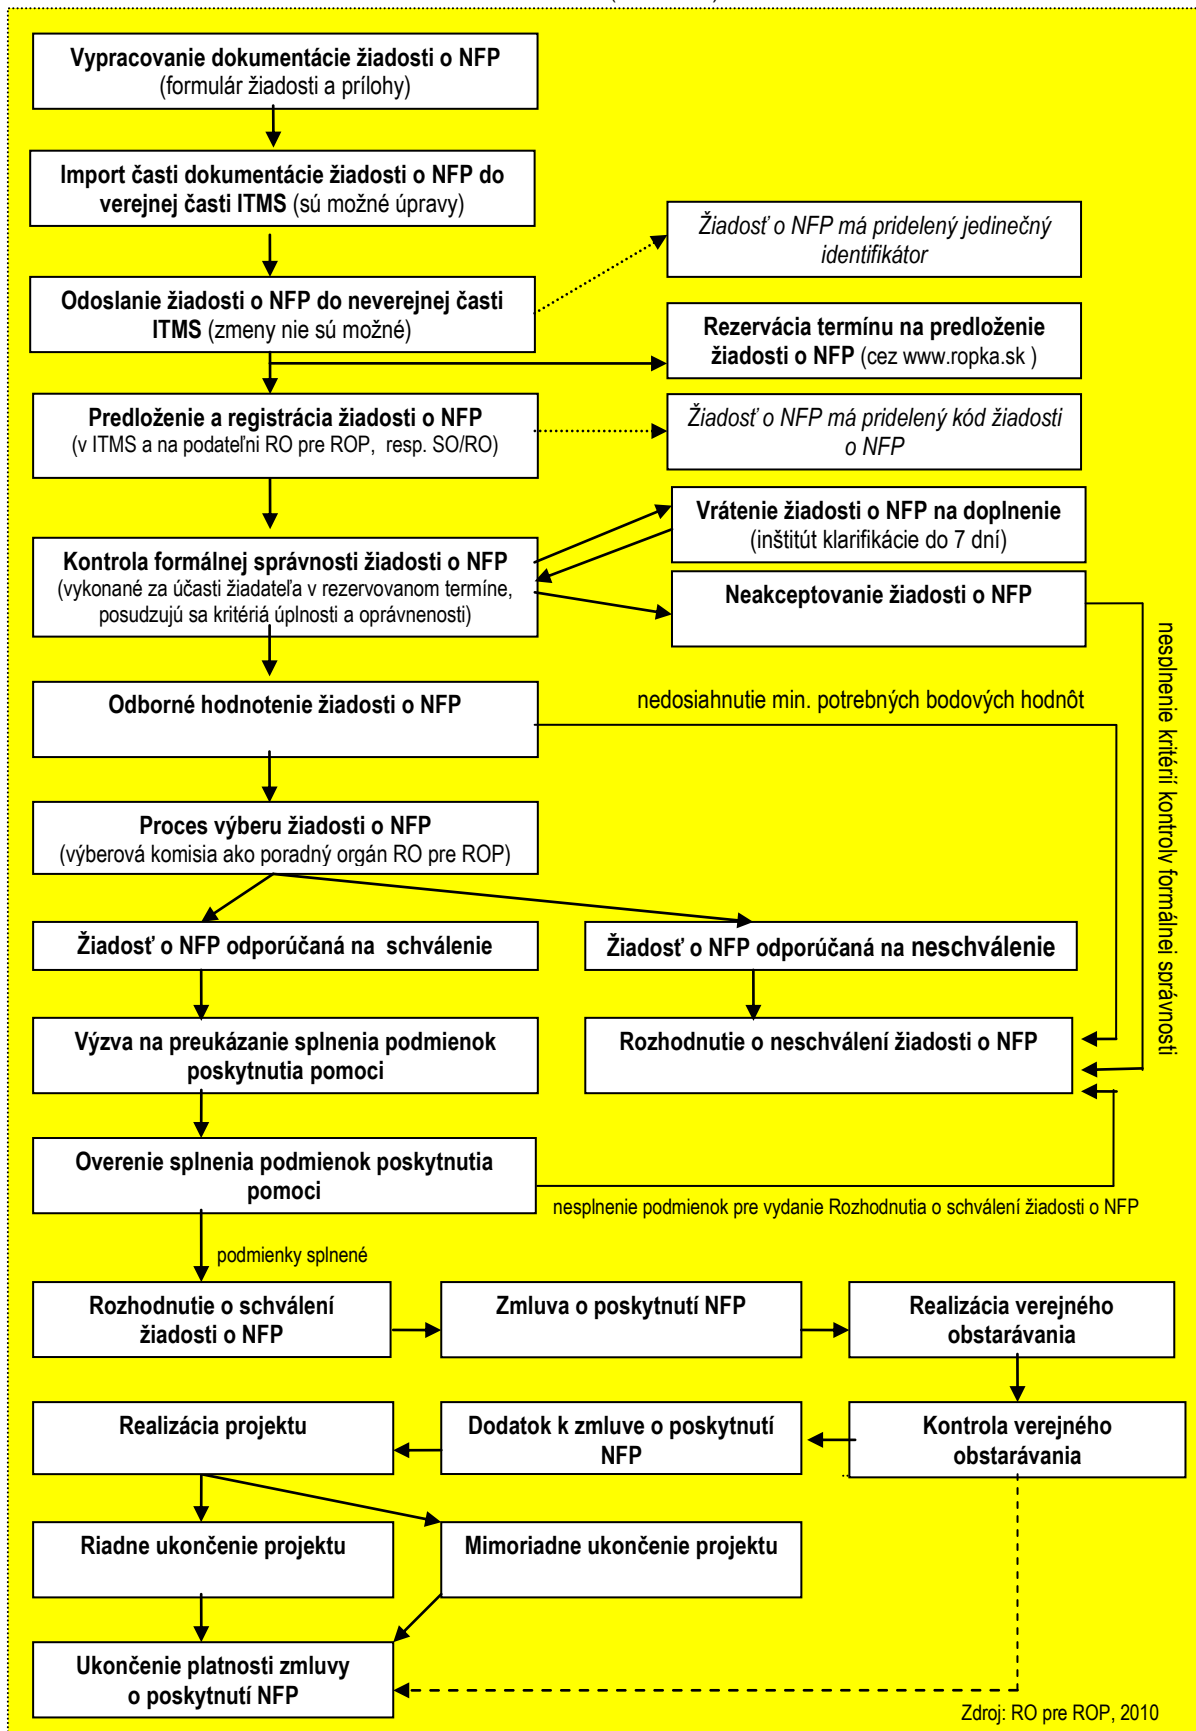 Vypracovanie dokumentácie žiadosti o NFP
(formulár žiadosti a prílohy)
Import časti dokumentácie žiadosti o NFP do
verejnej časti ITMS (sú možné úpravy)
Žiadosť o NFP má pridelený jedinečný
identifikátor
Odoslanie žiadosti o NFP do neverejnej časti
ITMS (zmeny nie sú možné)
Rezervácia termínu na predloženie
žiadosti o NFP (cez www.ropka.sk )
Predloženie a registrácia žiadosti o NFP
(v ITMS a na podateľni RO pre ROP, resp. SO/RO)
Žiadosť o NFP má pridelený kód žiadosti
o NFP
Vrátenie žiadosti o NFP na doplnenie
(inštitút klarifikácie do 7 dní)
Kontrola formálnej správnosti žiadosti o NFP
(vykonané za účasti žiadateľa v rezervovanom termíne,
posudzujú sa kritériá úplnosti a oprávnenosti)
Neakceptovanie žiadosti o NFP
nesplnenie kritérií kontroly formálnej správnosti
Odborné hodnotenie žiadosti o NFP
nedosiahnutie min. potrebných bodových hodnôt
Proces výberu žiadosti o NFP
(výberová komisia ako poradný orgán RO pre ROP)
Žiadosť o NFP odporúčaná na schválenie
Žiadosť o NFP odporúčaná na neschválenie
Výzva na preukázanie splnenia podmienok
poskytnutia pomoci
Rozhodnutie o neschválení žiadosti o NFP
Overenie splnenia podmienok poskytnutia
pomoci
nesplnenie podmienok pre vydanie Rozhodnutia o schválení žiadosti o NFP
podmienky splnené
Rozhodnutie o schválení
žiadosti o NFP
Zmluva o poskytnutí NFP
Realizácia verejného
obstarávania
Realizácia projektu
Dodatok k zmluve o poskytnutí
NFP
Kontrola verejného
obstarávania
Riadne ukončenie projektu
Mimoriadne ukončenie projektu
Ukončenie platnosti zmluvy
o poskytnutí NFP
Zdroj: RO pre ROP, 2010